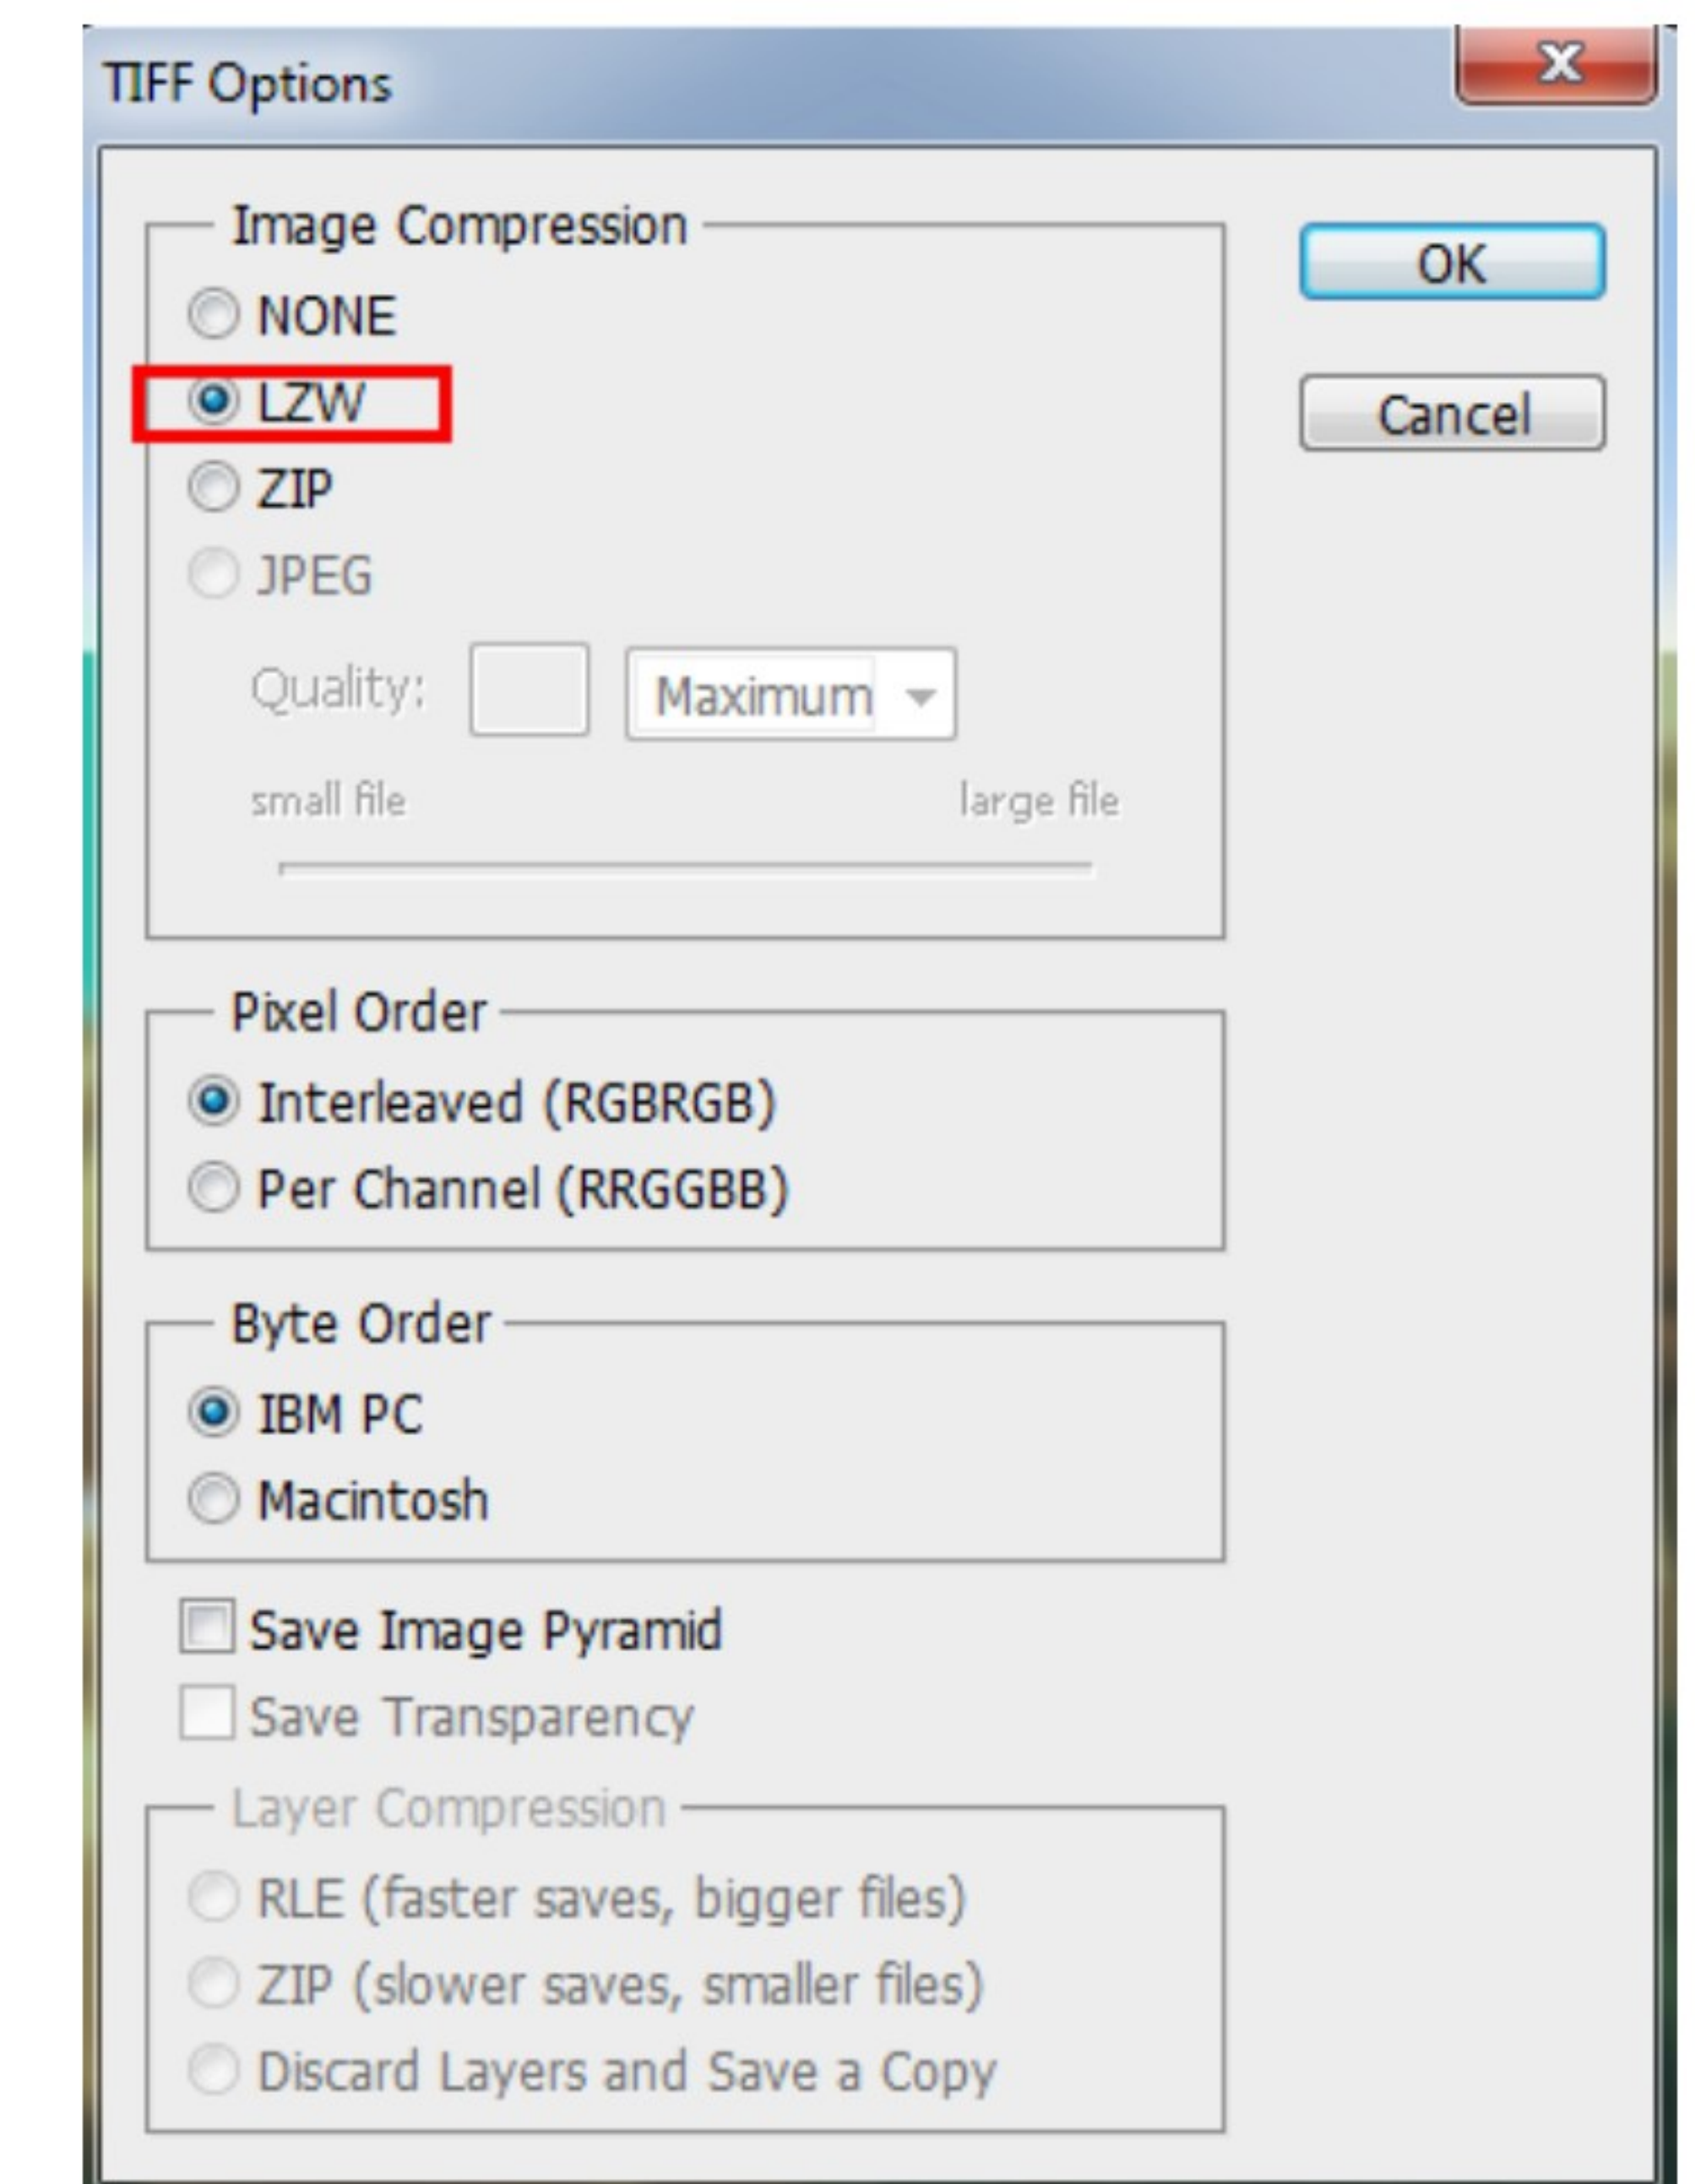 TIFF Options
Image Compression
NONE
LZW
ZIP
JPEG
Quality: Maximum
small file large file
OK
Cancel
Pixel Order
Interleaved (RGBRGB)
Per Channel (RRGGBB)
Byte Order
IBM PC
Macintosh
Save Image Pyramid
Save Transparency
Layer Compression
RLE (faster saves, bigger files)
ZIP (slower saves, smaller files)
Discard Layers and Save a Copy